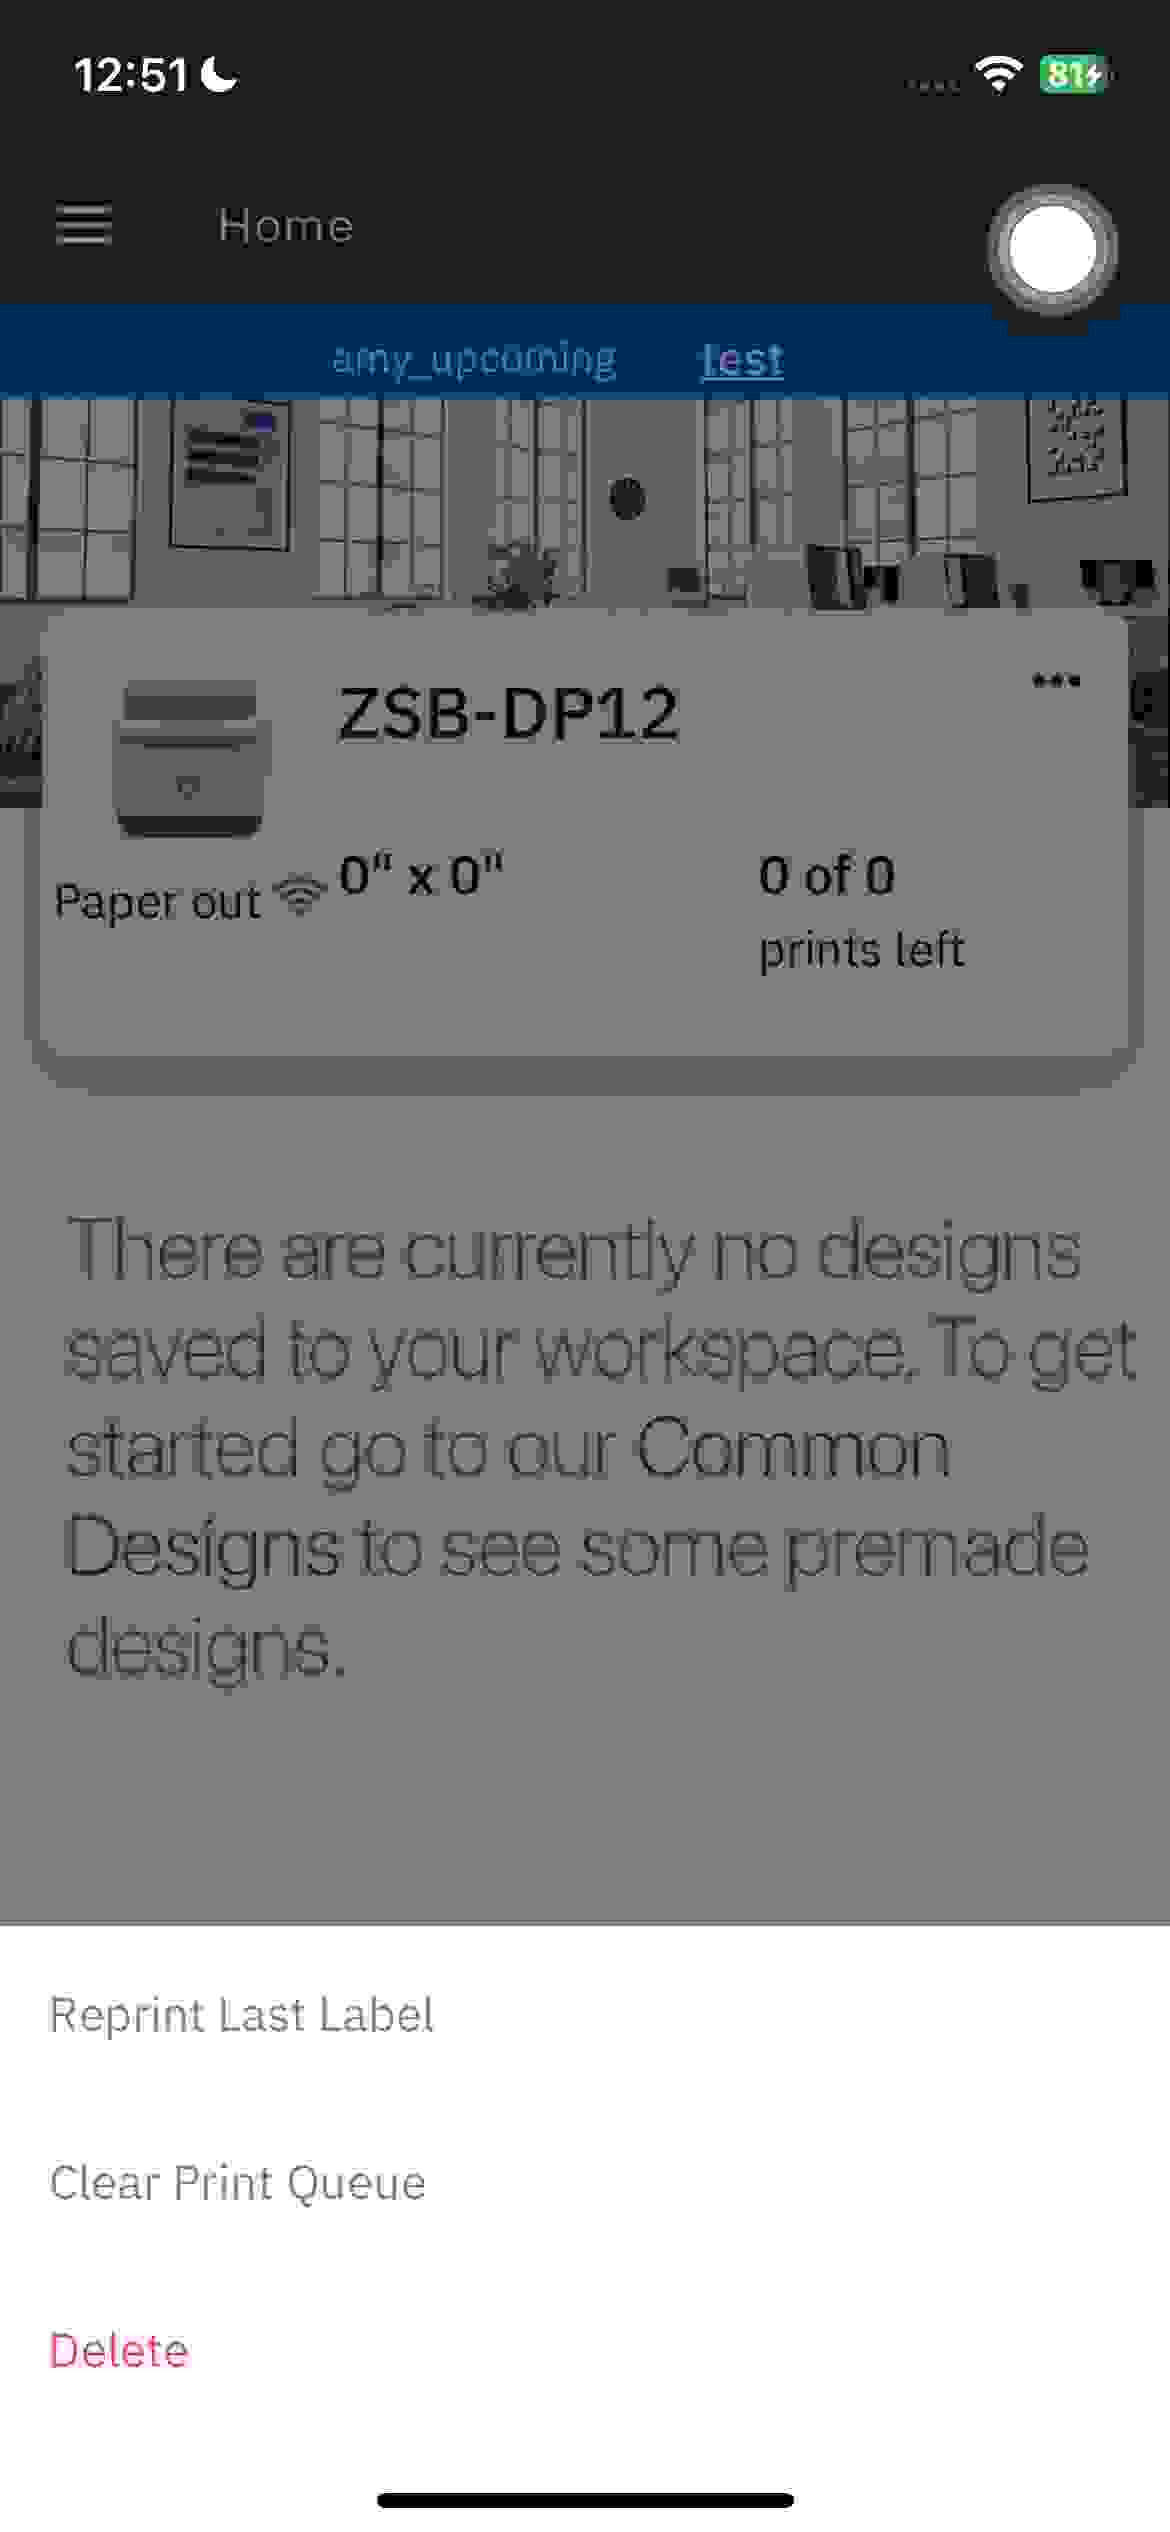 12:51
81
Home
amy_upcoming test
ZSB-DP12
Paper out
0" x 0"
0 of 0
prints left
There are currently no designs
saved to your workspace. To get
started go to our Common
Designs to see some premade
designs.
Reprint Last Label
Clear Print Queue
Delete